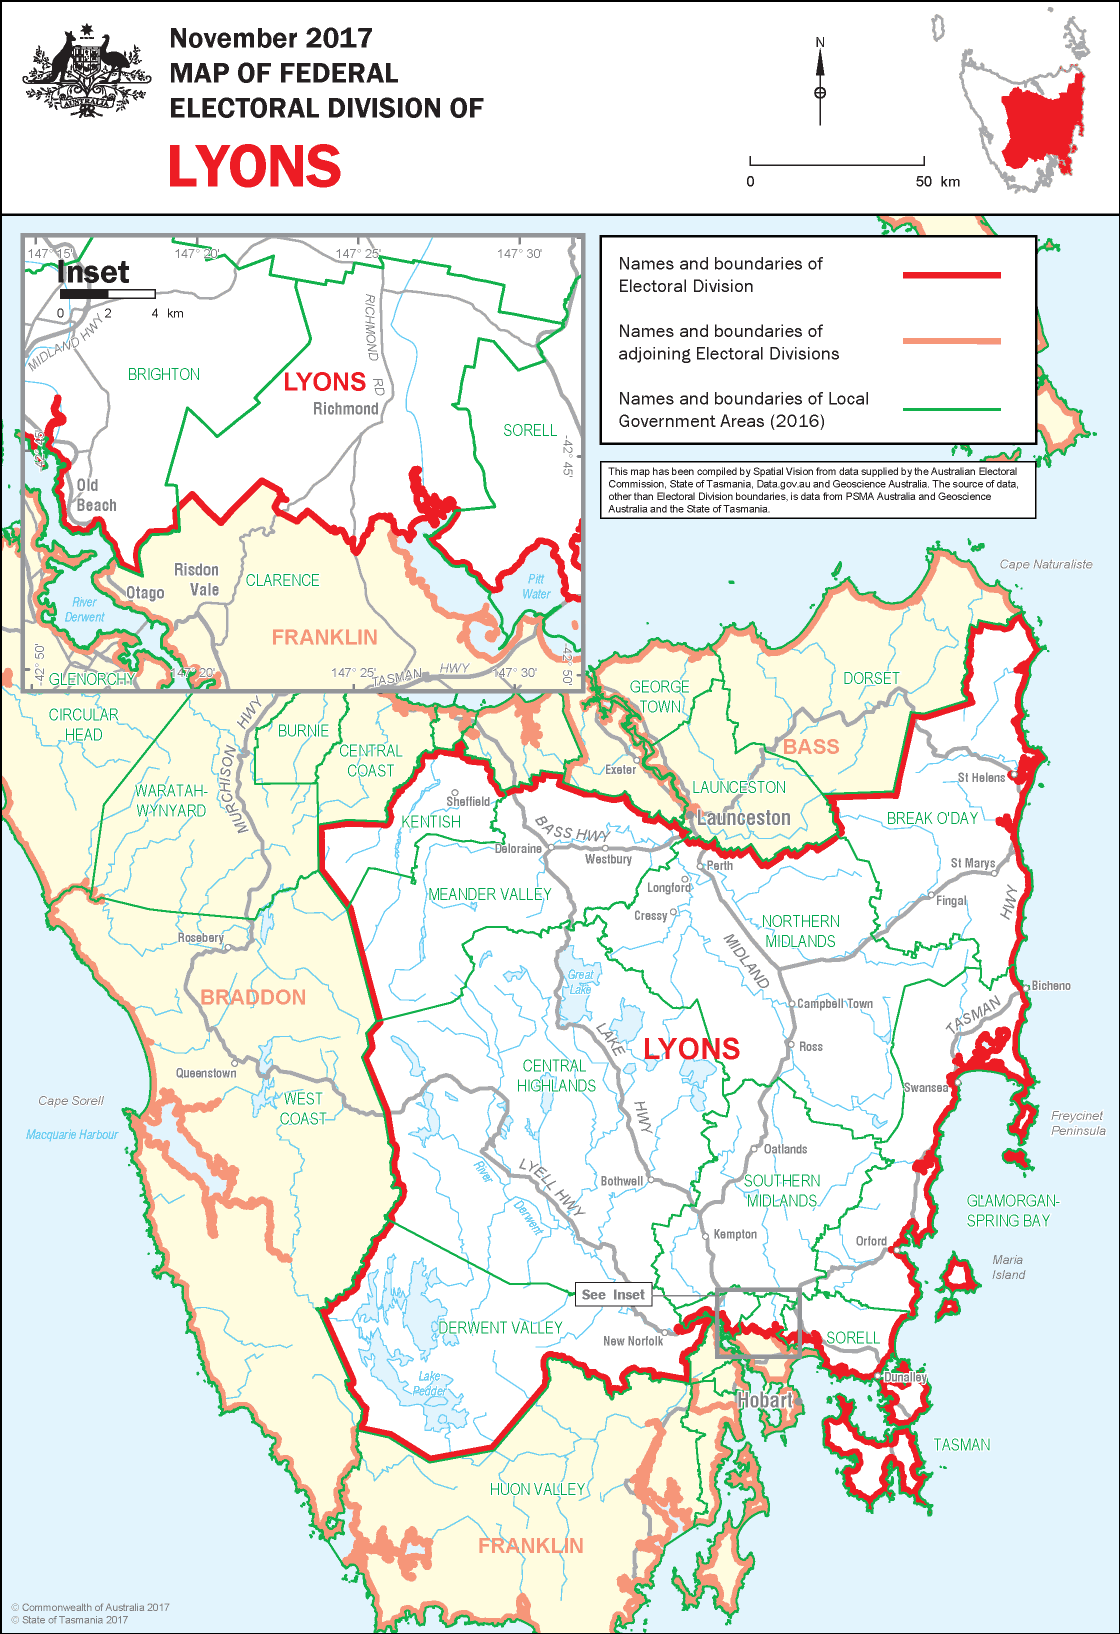 November 2017
MAP OF FEDERAL
ELECTORAL DIVISION OF
LYONS
AUSTRALIA
N
0 50 km
Names and boundaries of
Electoral Division
Names and boundaries of
adjoining Electoral Divisions
Names and boundaries of Local
Government Areas (2016)
This map has been compiled by Spatial Vision from data supplied by the Australian Electoral
Commission, State of Tasmania, Data.gov.au and Geoscience Australia. The source of data,
other than Electoral Division boundaries, is data from PSMA Australia and Geoscience
Australia and the State of Tasmania.
147° 15' 147° 20' 147° 25' 147° 30'
Inset
0 2 4 km
MIDLAND HWY
RICHMOND RD
BRIGHTON
LYONS
Richmond
SORELL
-42° 45'
-42° 45'
Old
Beach
Risdon
Vale
CLARENCE
Otago
Pitt
Water
River
Derwent
FRANKLIN
-42° 50'
-42° 50'
GLENORCHY
147° 20' 147° 25' 147° 30'
TASMAN HWY
Cape Naturaliste
GEORGE
TOWN
DORSET
CIRCULAR
HEAD
BURNIE
CENTRAL
COAST
BASS
Exeter
WARATAH-
WYNYARD
MURCHISON HWY
LAUNCESTON
St Helens
Sheffield
KENTISH
Launceston
BREAK O'DAY
BASS HWY
Deloraine
Westbury
Perth
St Marys
Longford
MEANDER VALLEY
Fingal
HWY
Cressy
NORTHERN
MIDLANDS
Rosebery
MIDLAND
Great
Lake
Bicheno
BRADDON
Campbell Town
TASMAN
LAKE
HWY
LYONS
Ross
Queenstown
CENTRAL
HIGHLANDS
Swansea
WEST
COAST
Cape Sorell
Macquarie Harbour
Freycinet
Peninsula
Oatlands
River
Derwent
LYELL HWY
Bothwell
SOUTHERN
MIDLANDS
GLAMORGAN-
SPRING BAY
Kempton
Orford
Maria
Island
See Inset
DERWENT VALLEY
New Norfolk
SORELL
Lake
Pedder
Dunalley
Hobart
TASMAN
HUON VALLEY
FRANKLIN
© Commonwealth of Australia 2017
© State of Tasmania 2017